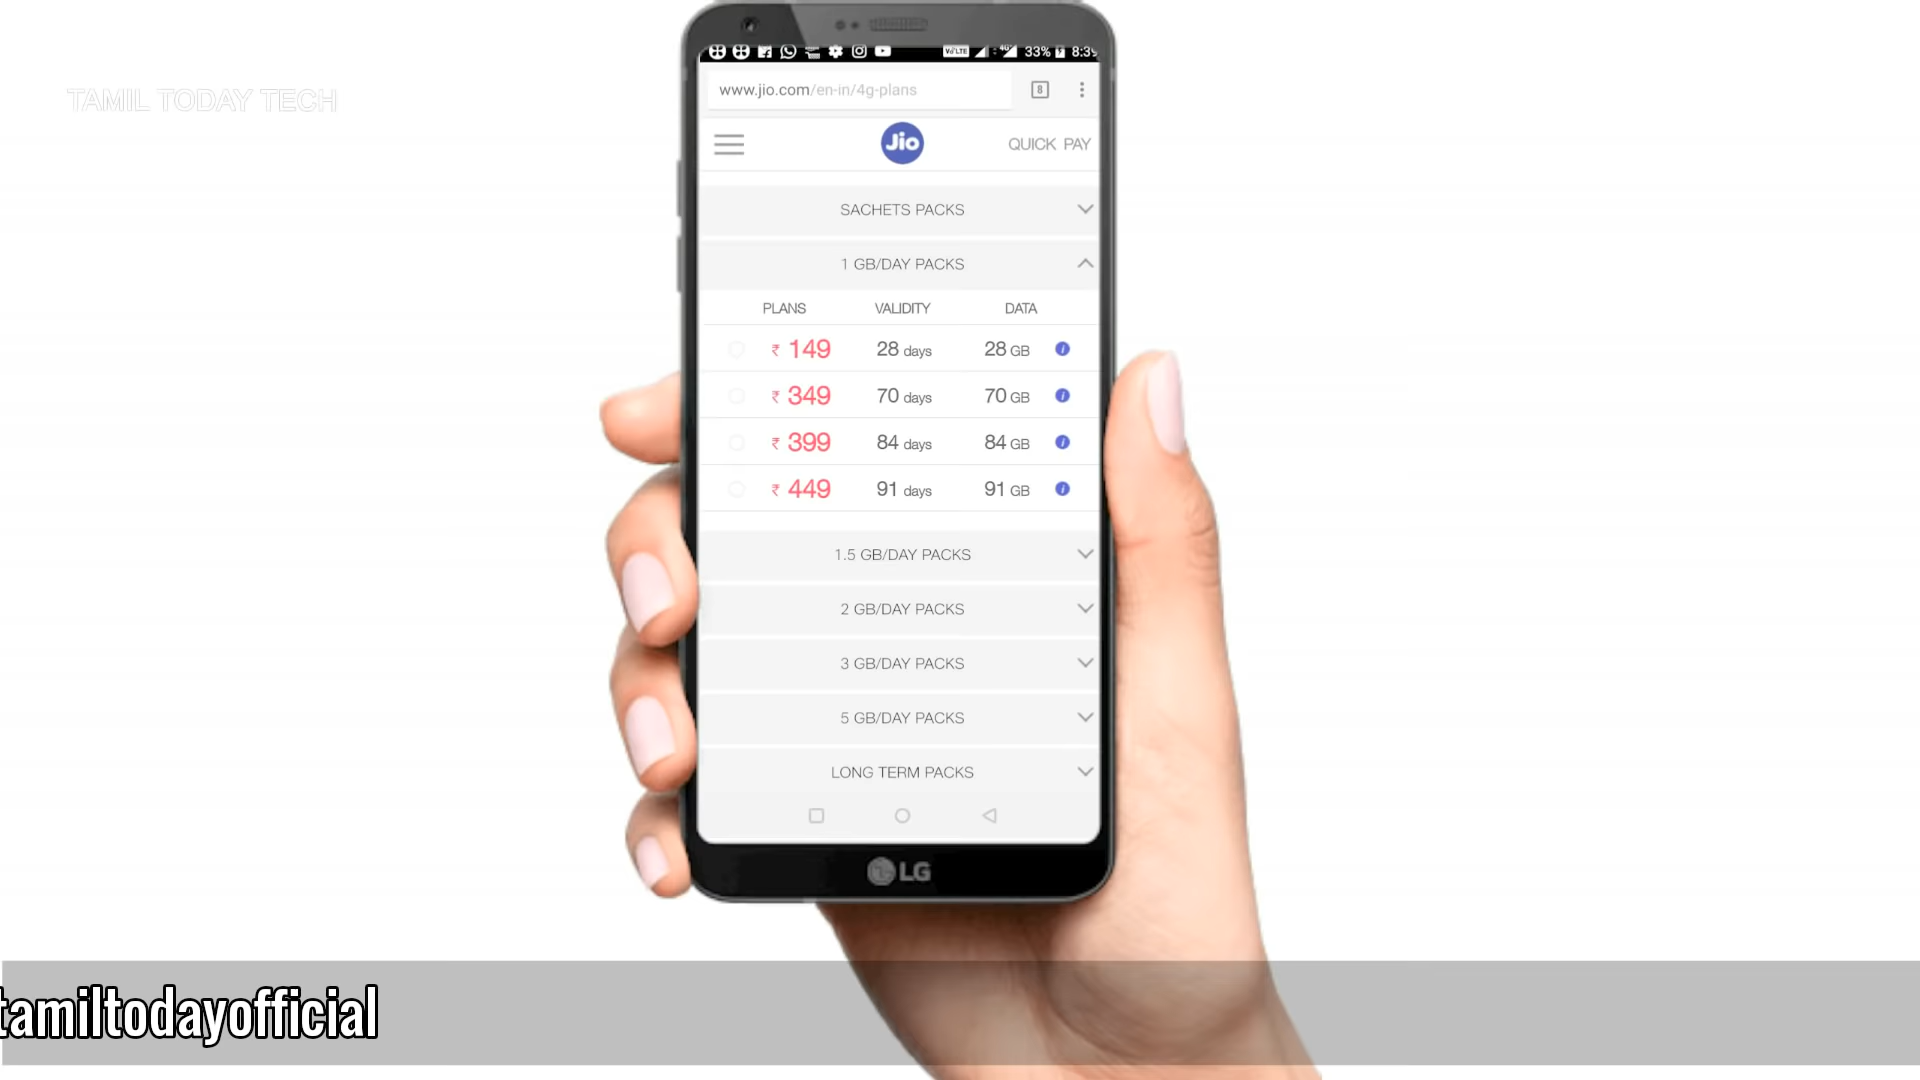 VoLTE 4G 33% 8:39
TAMIL TODAY TECH
www.jio.com/en-in/4g-plans 8
Jio QUICK PAY
SACHETS PACKS
1 GB/DAY PACKS
PLANS VALIDITY DATA
₹ 149 28 days 28 GB i
₹ 349 70 days 70 GB i
₹ 399 84 days 84 GB i
₹ 449 91 days 91 GB i
1.5 GB/DAY PACKS
2 GB/DAY PACKS
3 GB/DAY PACKS
5 GB/DAY PACKS
LONG TERM PACKS
LG
tamiltodayofficial